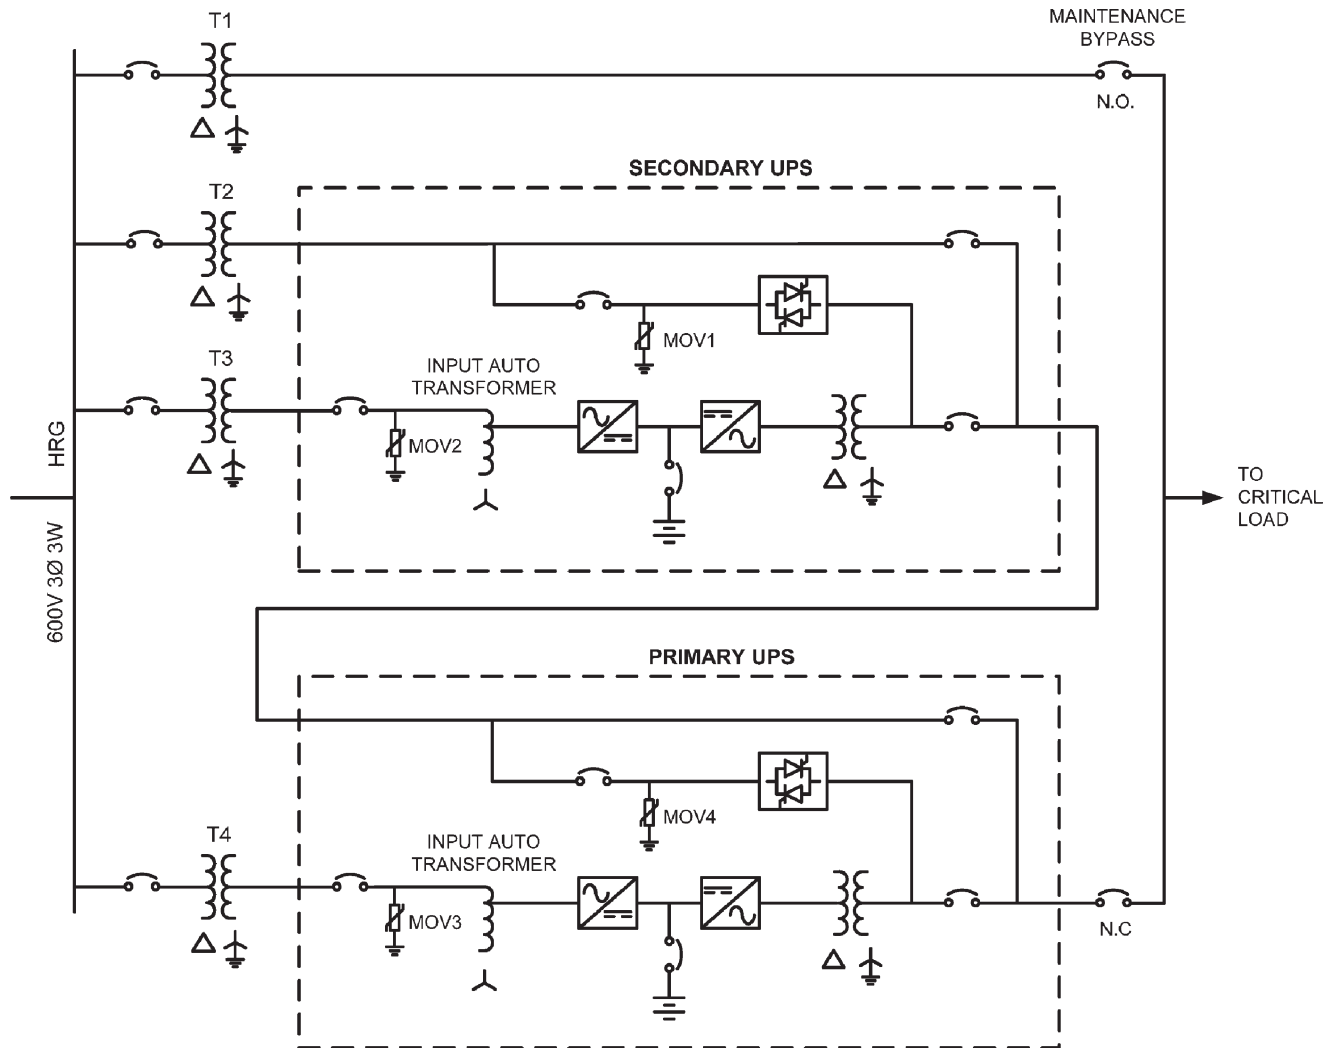 T1
MAINTENANCE
BYPASS
N.O.
SECONDARY UPS
T2
MOV1
T3
INPUT AUTO
TRANSFORMER
MOV2
HRG
600V 3Ø 3W
TO
CRITICAL
LOAD
PRIMARY UPS
MOV4
T4
INPUT AUTO
TRANSFORMER
MOV3
N.C